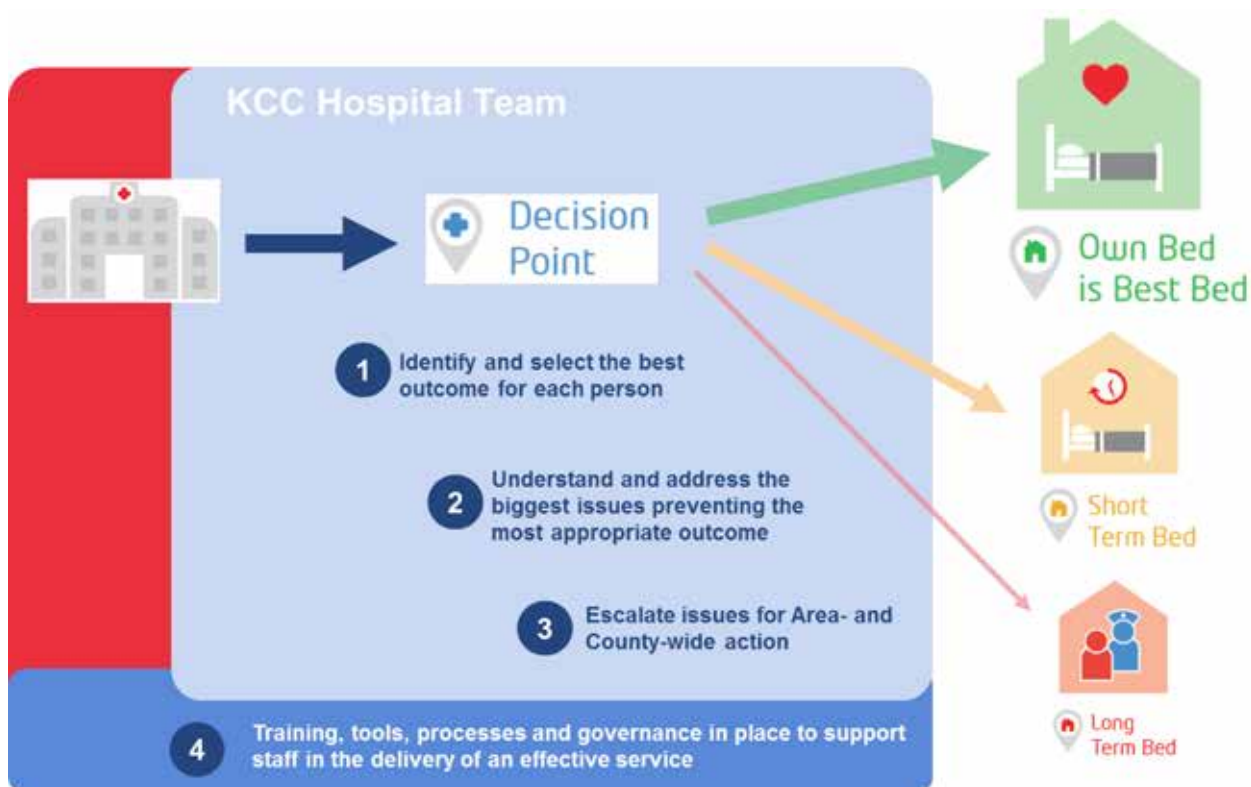 KCC Hospital Team
Decision
Point
1
Identify and select the best
outcome for each person
2
Understand and address the
biggest issues preventing the
most appropriate outcome
3
Escalate issues for Area- and
County-wide action
4
Training, tools, processes and governance in place to support
staff in the delivery of an effective service
Own Bed
is Best Bed
Short
Term Bed
Long
Term Bed